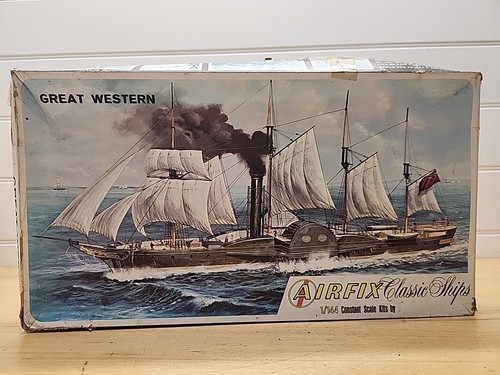 GREAT WESTERN
AIRFIX Classic Ships
1/144 Constant Scale Kits by